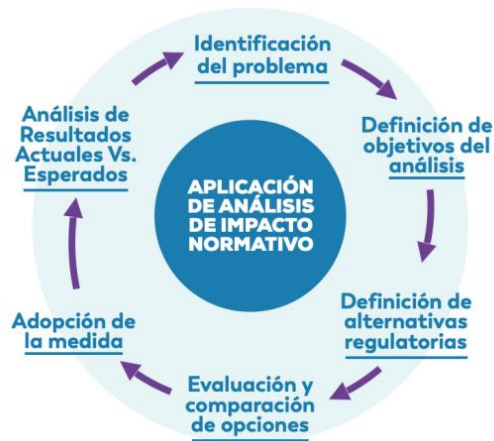 Identificación
del problema
Definición de
objetivos del
análisis
Definición de
alternativas
regulatorias
Evaluación y
comparación
de opciones
Adopción de
la medida
Análisis de
Resultados
Actuales Vs.
Esperados
APLICACIÓN
DE ANÁLISIS
DE IMPACTO
NORMATIVO